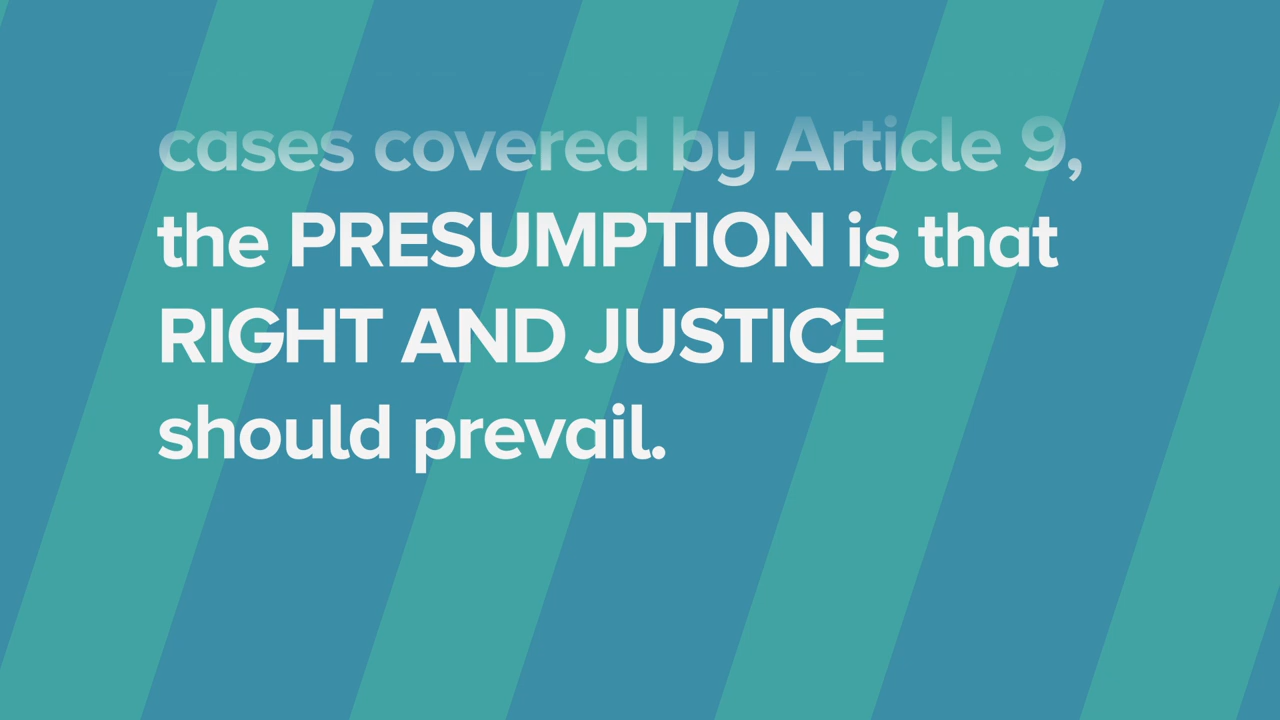 cases covered by Article 9,
the PRESUMPTION is that
RIGHT AND JUSTICE
should prevail.